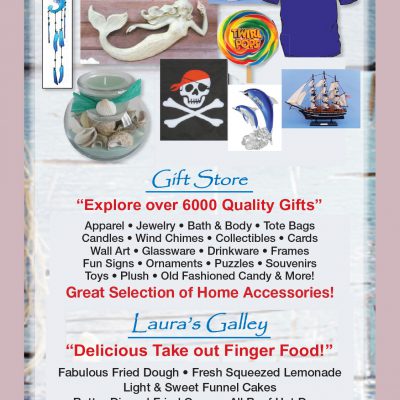 TWIRL
POPS
Gift Store
“Explore over 6000 Quality Gifts”
Apparel • Jewelry • Bath & Body • Tote Bags
Candles • Wind Chimes • Collectibles • Cards
Wall Art • Glassware • Drinkware • Frames
Fun Signs • Ornaments • Puzzles • Souvenirs
Toys • Plush • Old Fashioned Candy & More!
Great Selection of Home Accessories!
Laura's Galley
“Delicious Take out Finger Food!”
Fabulous Fried Dough • Fresh Squeezed Lemonade
Light & Sweet Funnel Cakes